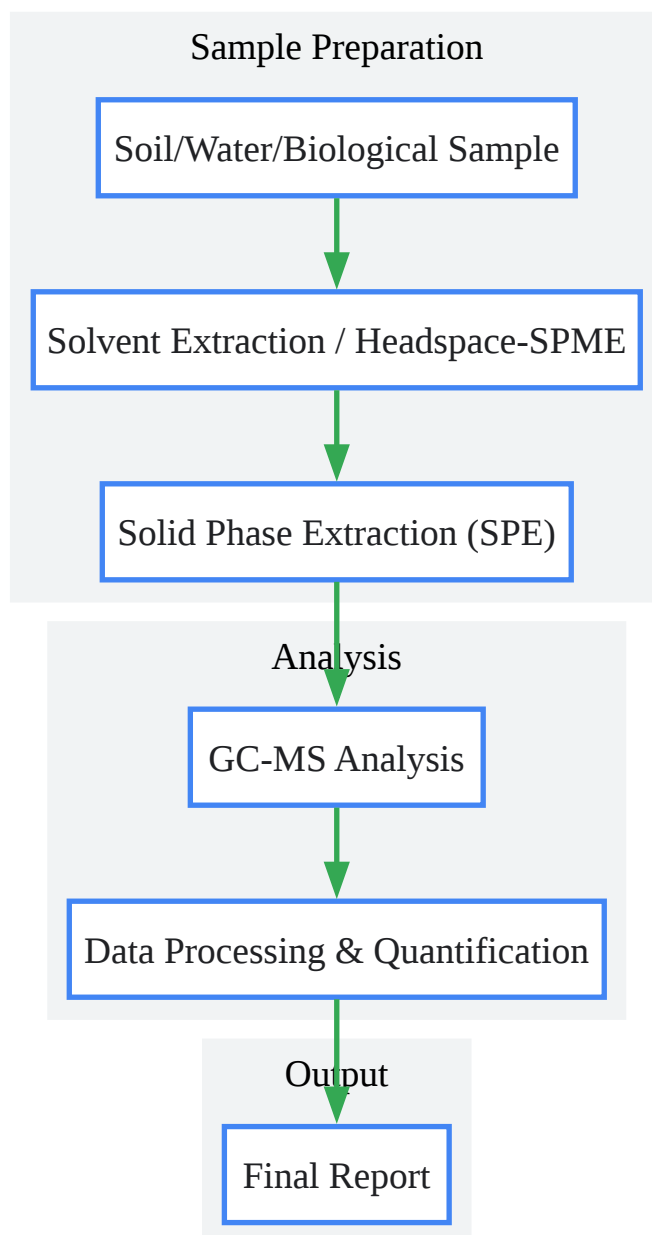 Sample Preparation
Soil/Water/Biological Sample
Solvent Extraction / Headspace-SPME
Solid Phase Extraction (SPE)
Analysis
GC-MS Analysis
Data Processing & Quantification
Output
Final Report